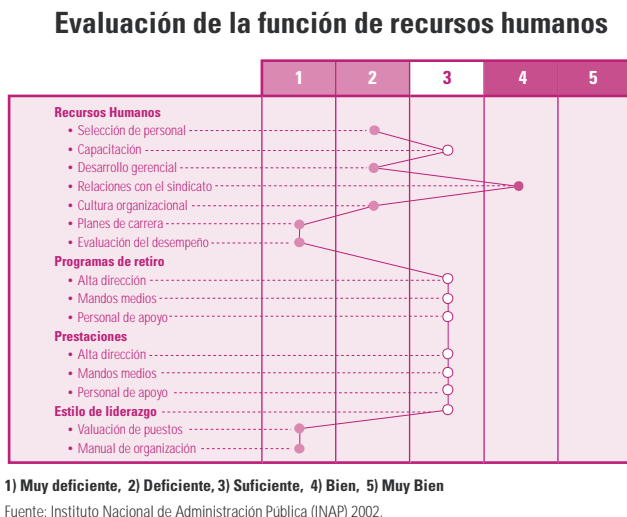 Evaluación de la función de recursos humanos
1 2 3 4 5
Recursos Humanos
• Selección de personal
• Capacitación
• Desarrollo gerencial
• Relaciones con el sindicato
• Cultura organizacional
• Planes de carrera
• Evaluación del desempeño
Programas de retiro
• Alta dirección
• Mandos medios
• Personal de apoyo
Prestaciones
• Alta dirección
• Mandos medios
• Personal de apoyo
Estilo de liderazgo
• Valuación de puestos
• Manual de organización
1) Muy deficiente, 2) Deficiente, 3) Suficiente, 4) Bien, 5) Muy Bien
Fuente: Instituto Nacional de Administración Pública (INAP) 2002.